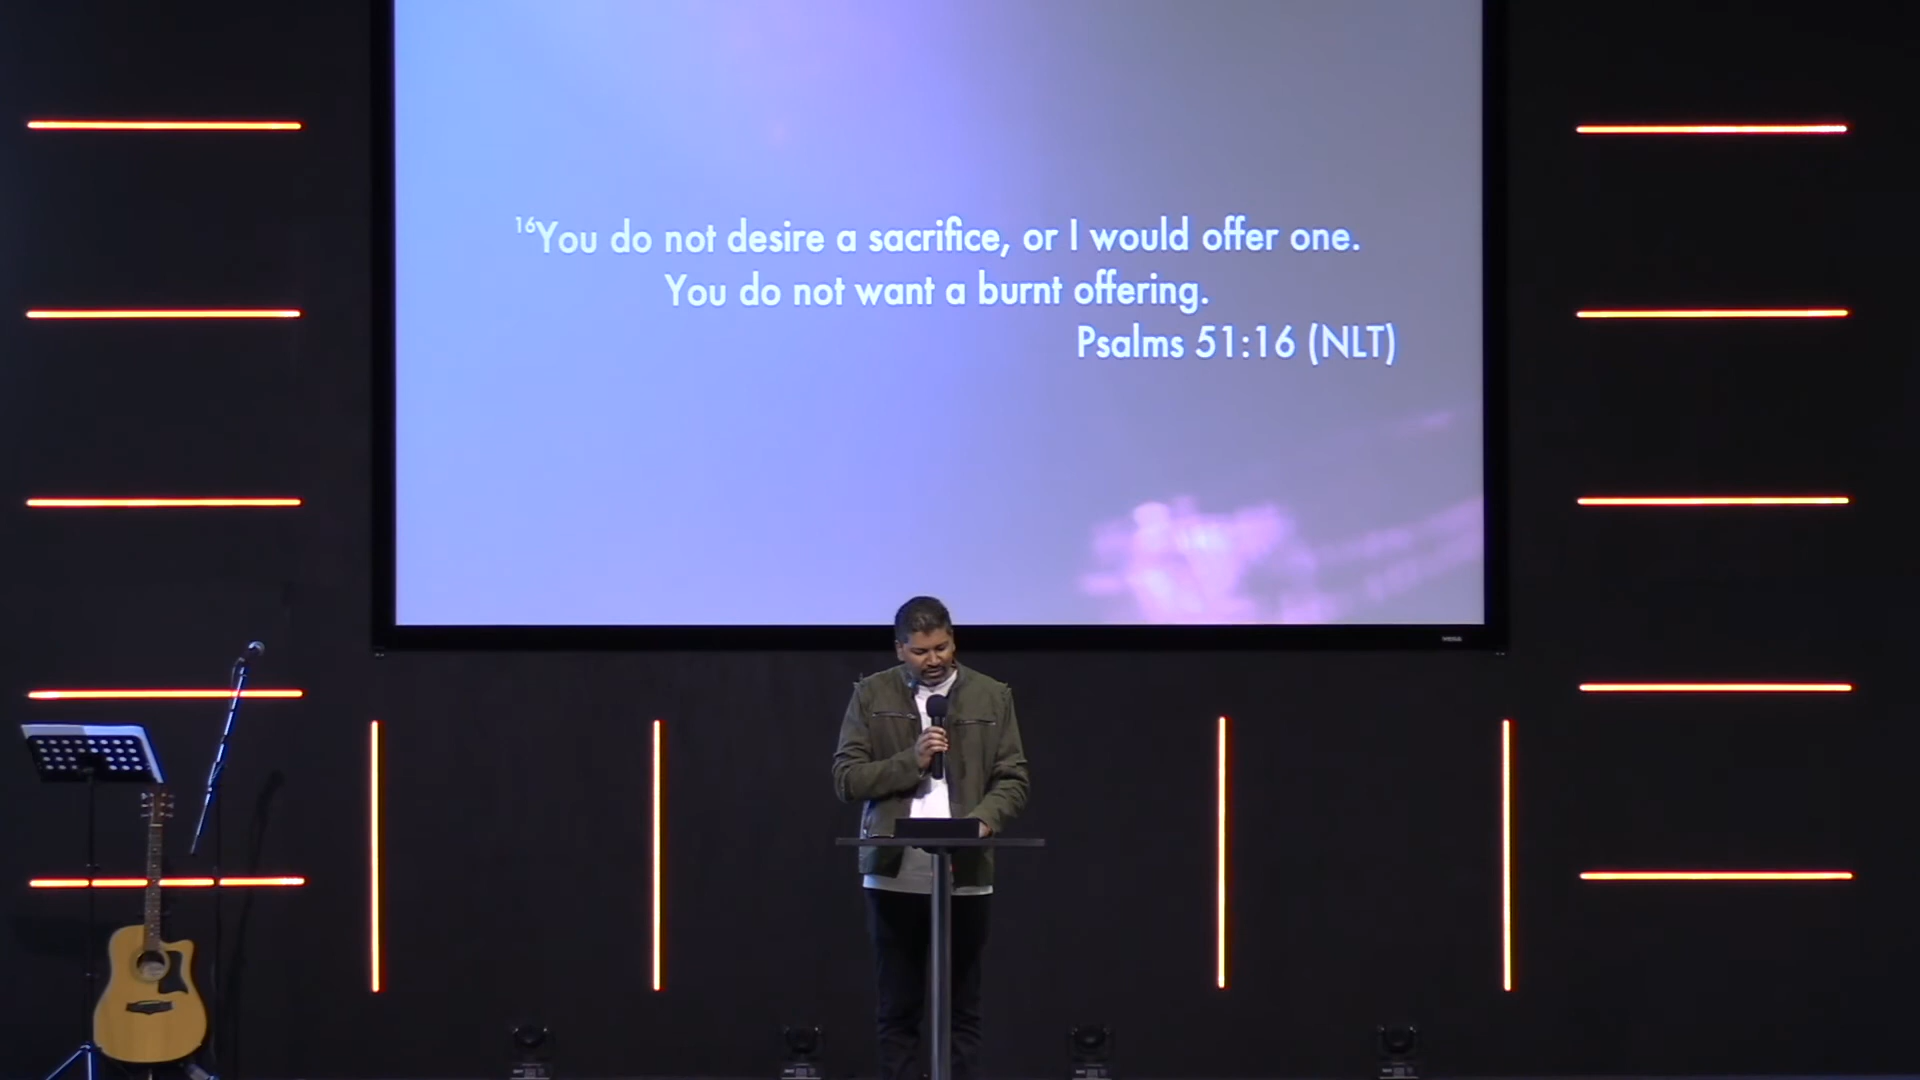 ¹⁶You do not desire a sacrifice, or I would offer one.
You do not want a burnt offering.
Psalms 51:16 (NLT)